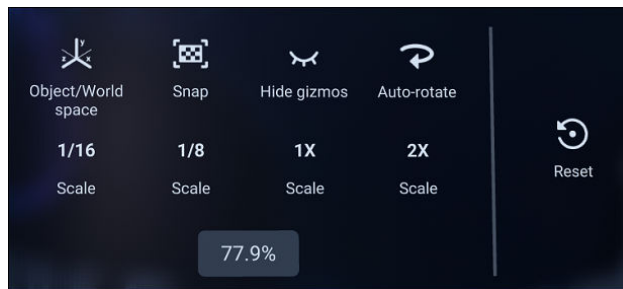 Object/World
space
Snap
Hide gizmos
Auto-rotate
1/16
1/8
1X
2X
Scale
Scale
Scale
Scale
77.9%
Reset